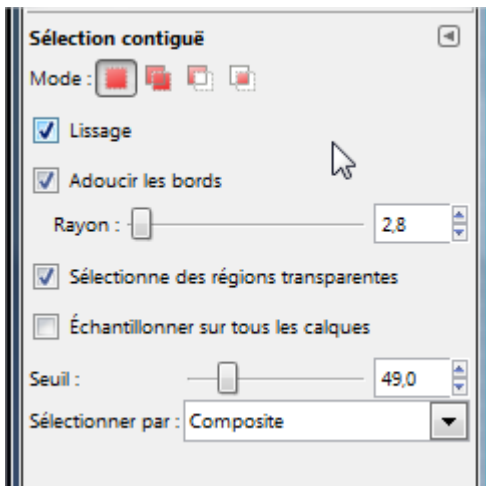 Sélection contiguë
Mode :
Lissage
Adoucir les bords
Rayon : 2,8
Sélectionne des régions transparentes
Échantillonner sur tous les calques
Seuil : 49,0
Sélectionner par : Composite